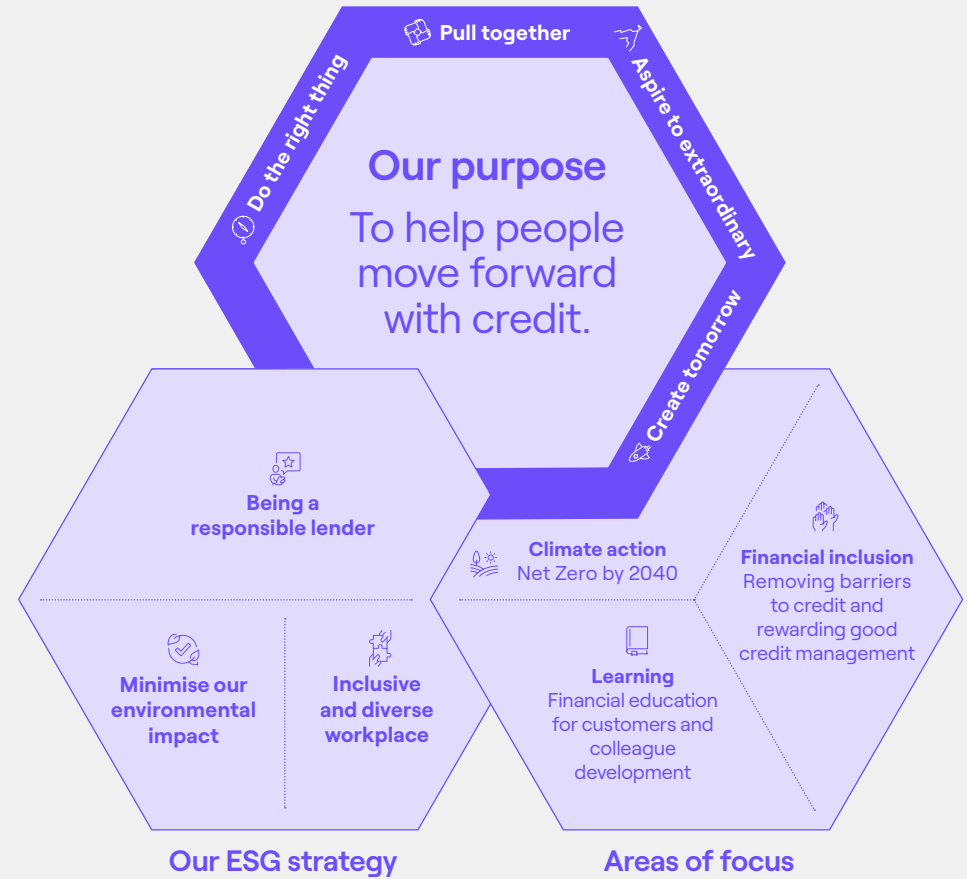 Pull together
Do the right thing
Aspire to extraordinary
Create tomorrow
Our purpose
To help people
move forward
with credit.
Being a
responsible lender
Minimise our
environmental
impact
Inclusive
and diverse
workplace
Our ESG strategy
Climate action
Net Zero by 2040
Financial inclusion
Removing barriers
to credit and
rewarding good
credit management
Learning
Financial education
for customers and
colleague
development
Areas of focus